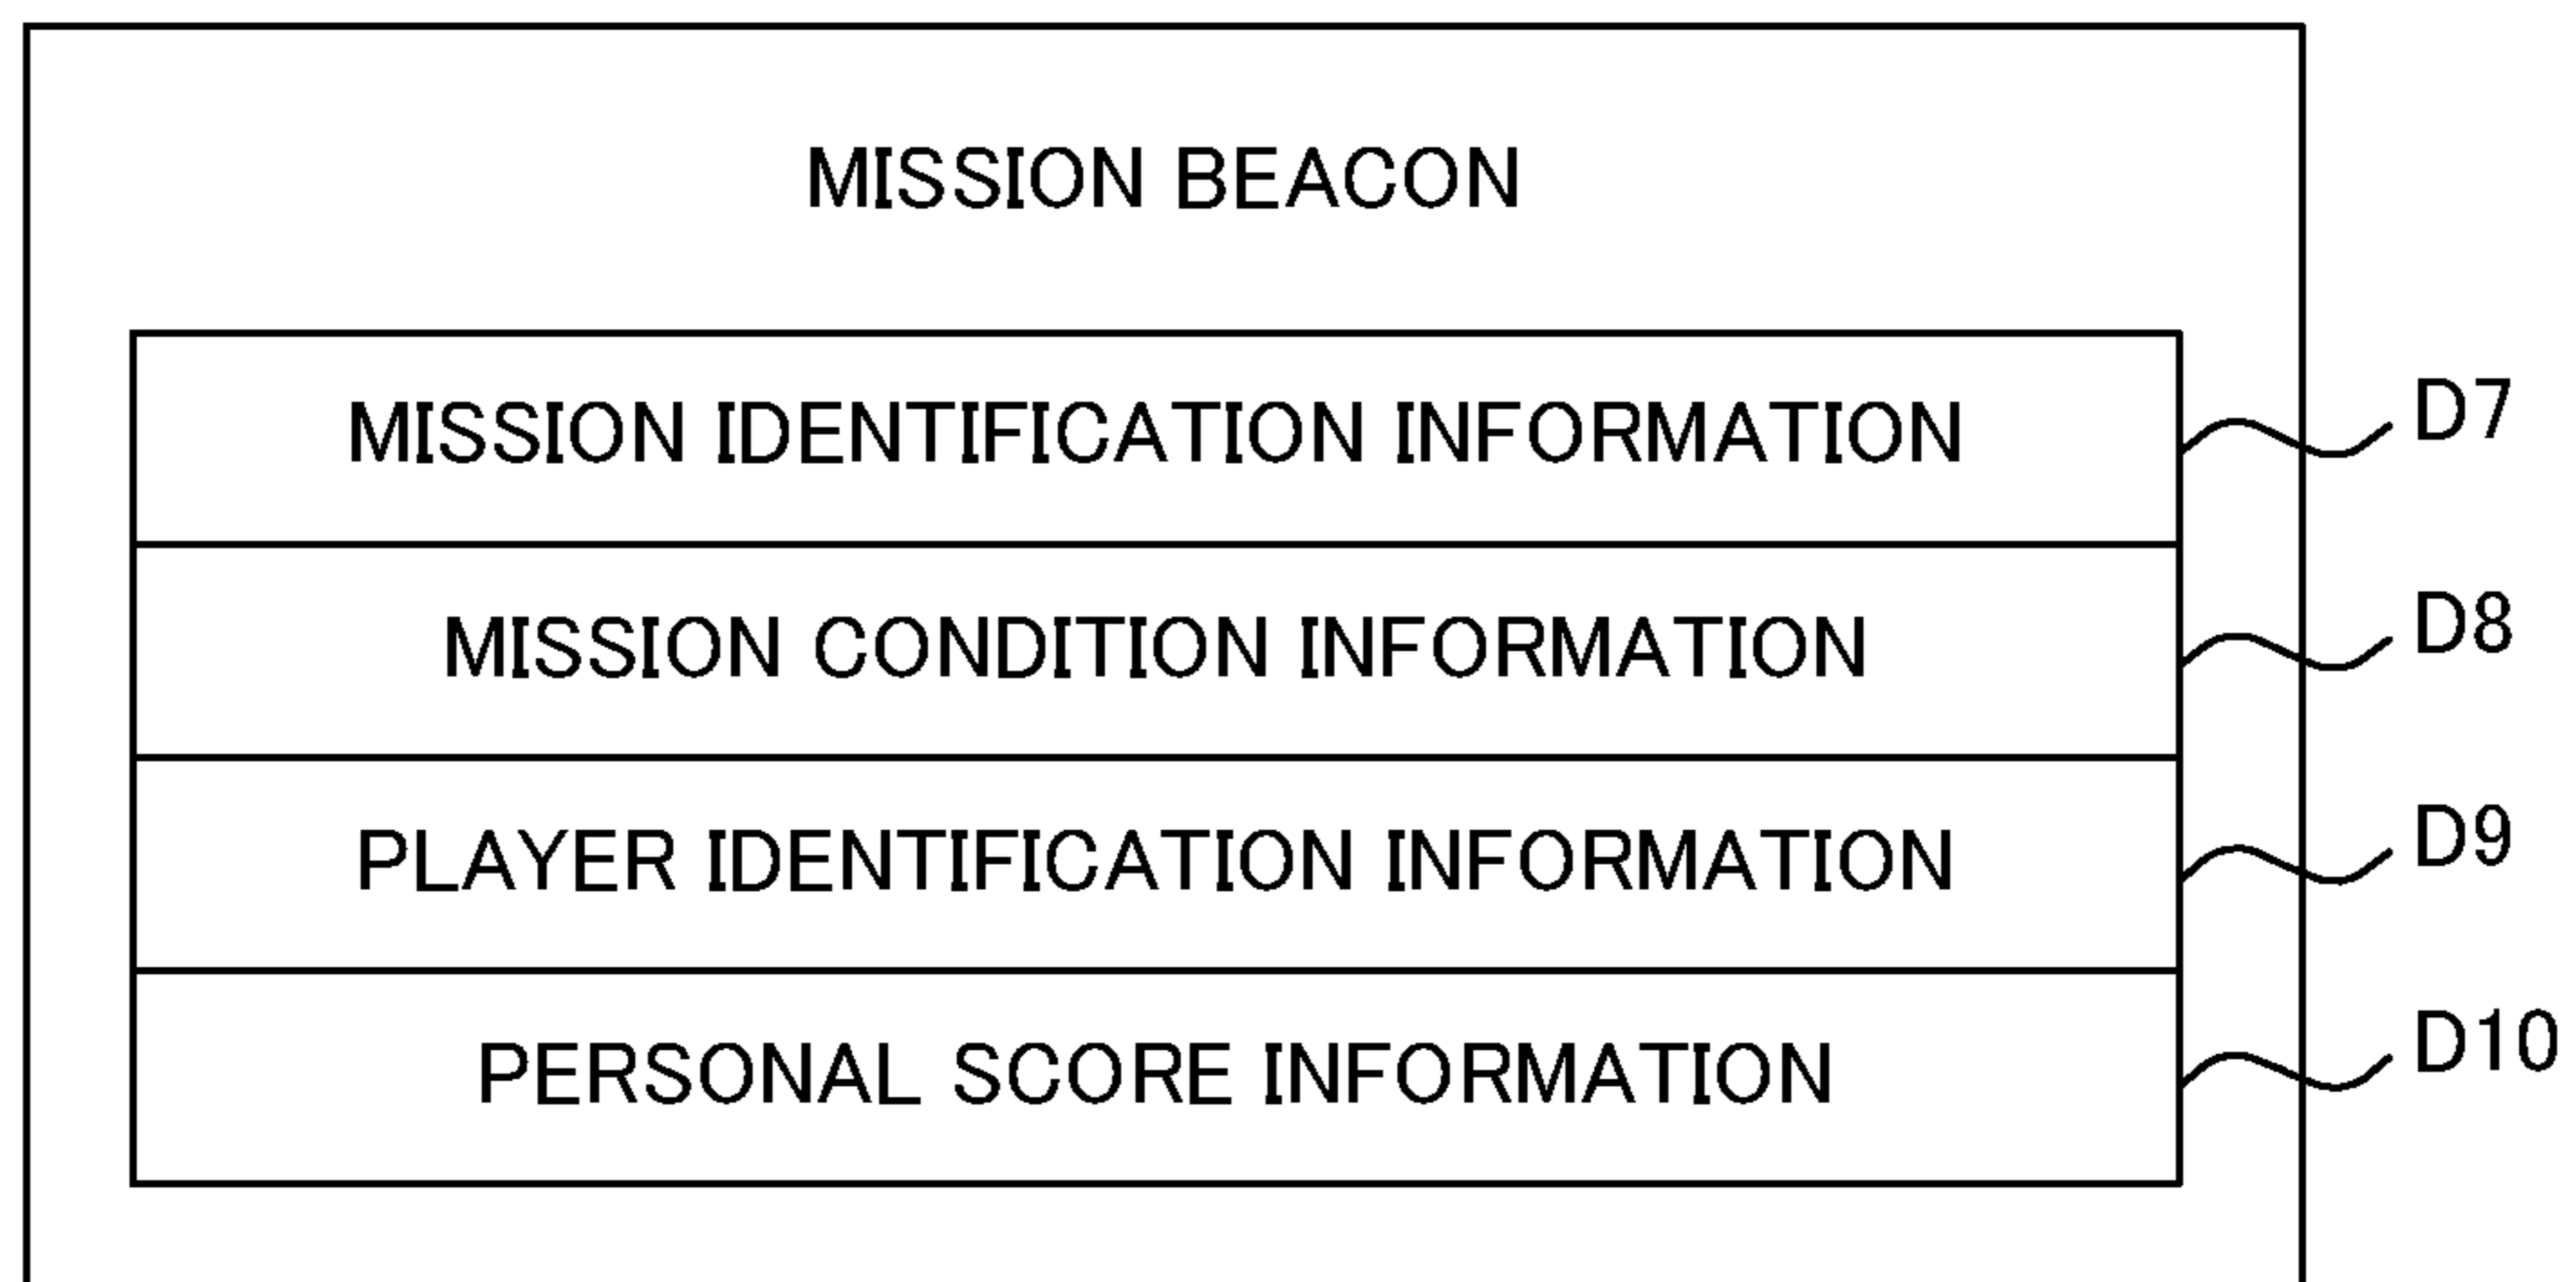 MISSION BEACON
MISSION IDENTIFICATION INFORMATION D7
MISSION CONDITION INFORMATION D8
PLAYER IDENTIFICATION INFORMATION D9
PERSONAL SCORE INFORMATION D10